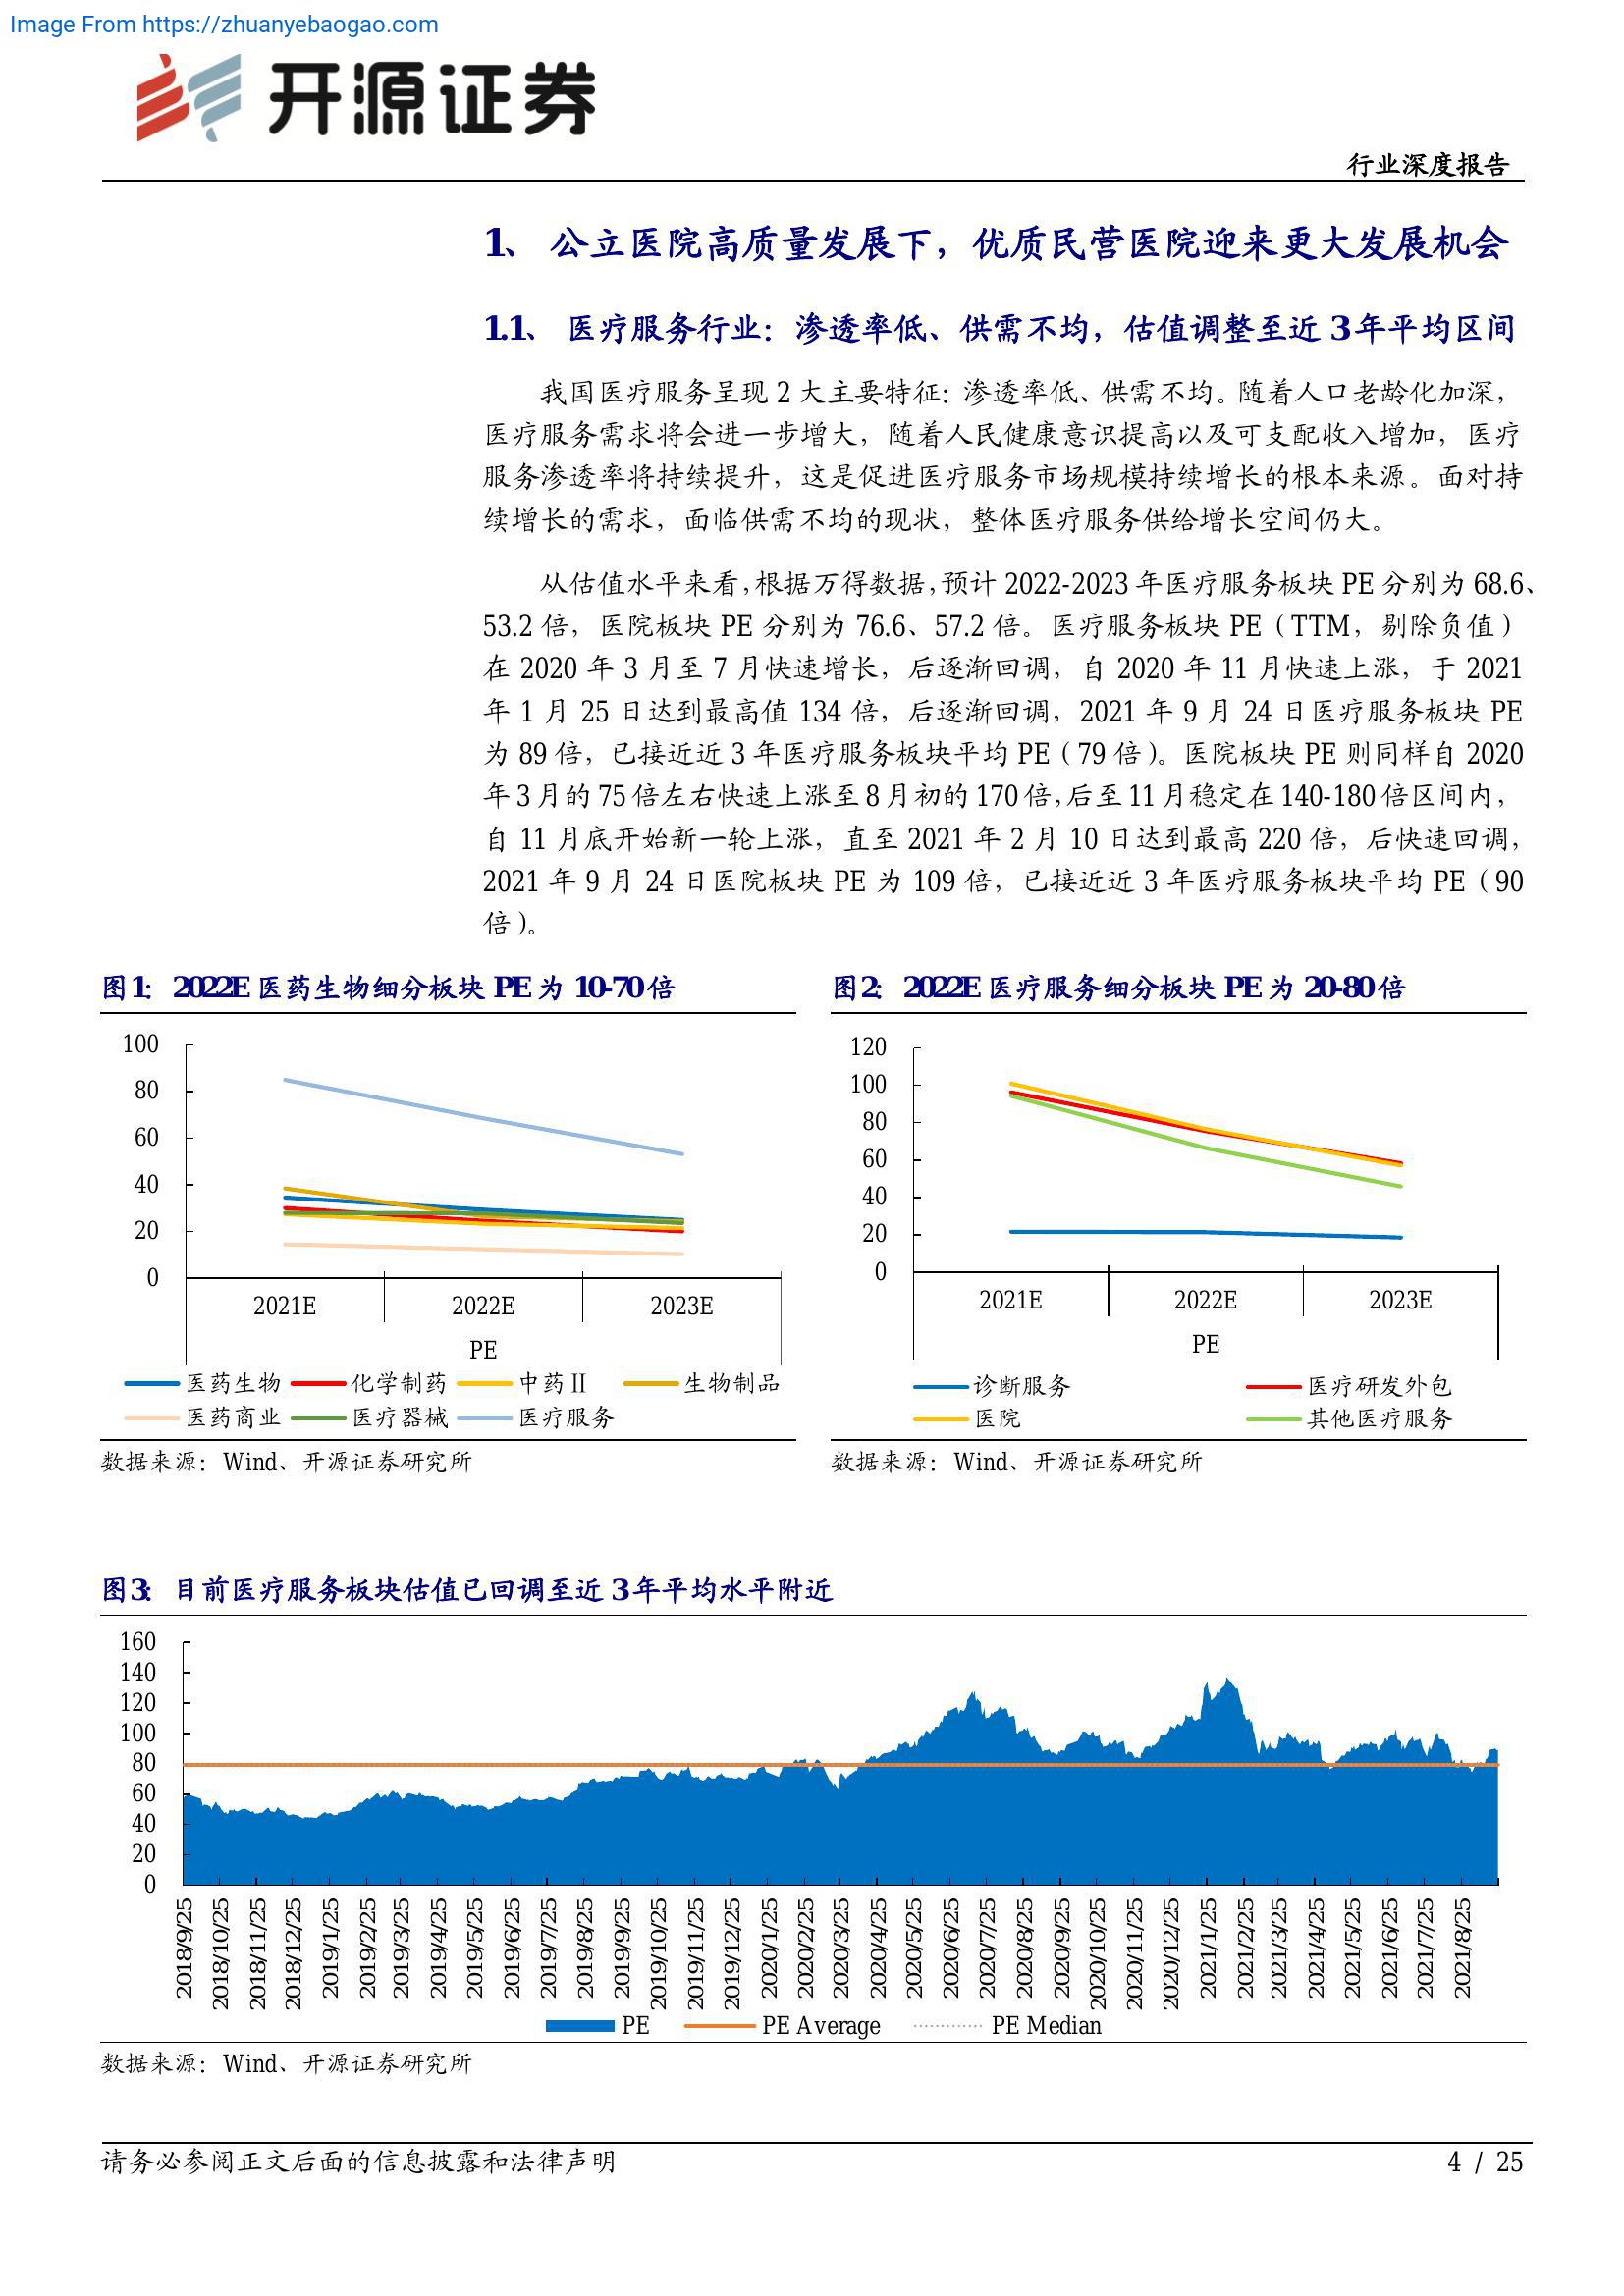 Image From https://zhuanyebaogao.com
开源证券
行业深度报告
1、 公立医院高质量发展下，优质民营医院迎来更大发展机会
1.1、 医疗服务行业：渗透率低、供需不均，估值调整至近 3 年平均区间
我国医疗服务呈现 2 大主要特征：渗透率低、供需不均。随着人口老龄化加深，
医疗服务需求将会进一步增大，随着人民健康意识提高以及可支配收入增加，医疗
服务渗透率将持续提升，这是促进医疗服务市场规模持续增长的根本来源。面对持
续增长的需求，面临供需不均的现状，整体医疗服务供给增长空间仍大。
从估值水平来看，根据万得数据，预计 2022-2023 年医疗服务板块 PE 分别为 68.6、
53.2 倍，医院板块 PE 分别为 76.6、57.2 倍。医疗服务板块 PE（TTM，剔除负值）
在 2020 年 3 月至 7 月快速增长，后逐渐回调，自 2020 年 11 月快速上涨，于 2021
年 1 月 25 日达到最高值 134 倍，后逐渐回调，2021 年 9 月 24 日医疗服务板块 PE
为 89 倍，已接近近 3 年医疗服务板块平均 PE（79 倍）。医院板块 PE 则同样自 2020
年 3 月的 75 倍左右快速上涨至 8 月初的 170 倍，后至 11 月稳定在 140-180 倍区间内，
自 11 月底开始新一轮上涨，直至 2021 年 2 月 10 日达到最高 220 倍，后快速回调，
2021 年 9 月 24 日医院板块 PE 为 109 倍，已接近近 3 年医疗服务板块平均 PE（90
倍）。
图1： 2022E 医药生物细分板块 PE 为 10-70 倍
100
80
60
40
20
0
2021E 2022E 2023E
PE
医药生物 化学制药 中药Ⅱ 生物制品
医药商业 医疗器械 医疗服务
数据来源：Wind、开源证券研究所
图2： 2022E 医疗服务细分板块 PE 为 20-80 倍
120
100
80
60
40
20
0
2021E 2022E 2023E
PE
诊断服务 医疗研发外包
医院 其他医疗服务
数据来源：Wind、开源证券研究所
图3： 目前医疗服务板块估值已回调至近 3 年平均水平附近
160
140
120
100
80
60
40
20
0
2018/9/25 2018/10/25 2018/11/25 2018/12/25 2019/1/25 2019/2/25 2019/3/25 2019/4/25 2019/5/25 2019/6/25 2019/7/25 2019/8/25 2019/9/25 2019/10/25 2019/11/25 2019/12/25 2020/1/25 2020/2/25 2020/3/25 2020/4/25 2020/5/25 2020/6/25 2020/7/25 2020/8/25 2020/9/25 2020/10/25 2020/11/25 2020/12/25 2021/1/25 2021/2/25 2021/3/25 2021/4/25 2021/5/25 2021/6/25 2021/7/25 2021/8/25
PE PE Average PE Median
数据来源：Wind、开源证券研究所
请务必参阅正文后面的信息披露和法律声明
4 / 25